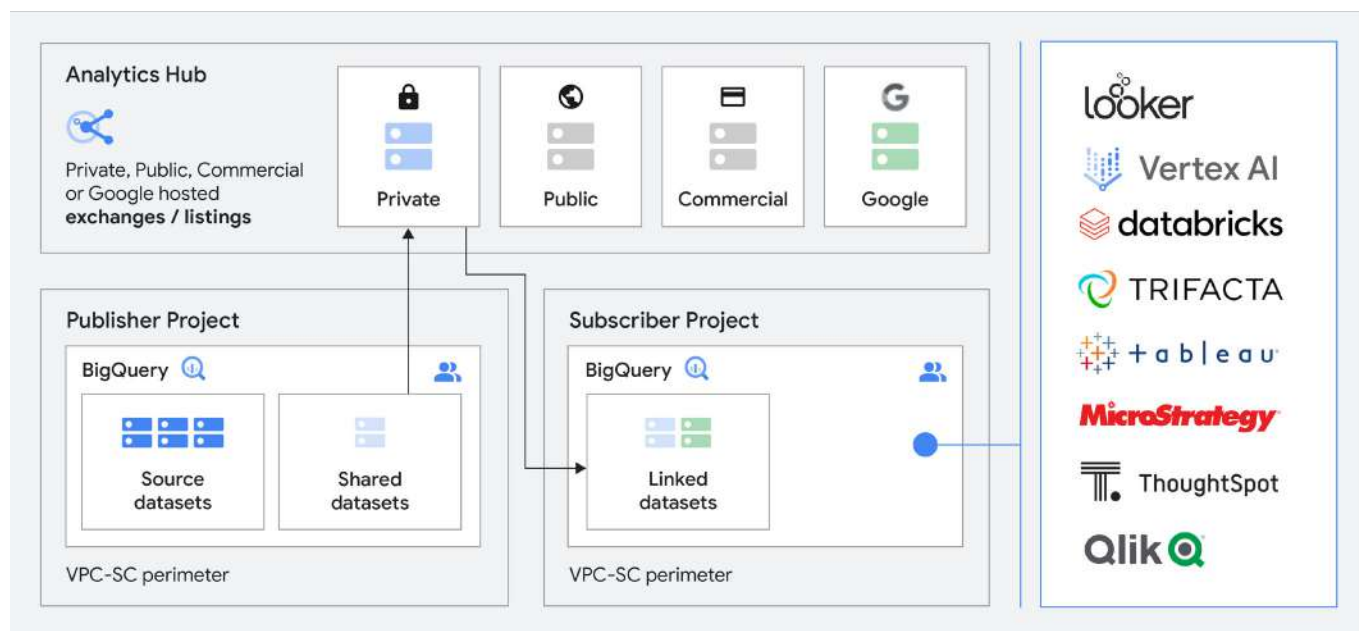 Analytics Hub
Private, Public, Commercial
or Google hosted
exchanges / listings
Private
Public
Commercial
G
Google
Publisher Project
BigQuery
Source
datasets
Shared
datasets
VPC-SC perimeter
Subscriber Project
BigQuery
Linked
datasets
VPC-SC perimeter
looker
Vertex AI
databricks
TRIFACTA
+ableau
MicroStrategy
ThoughtSpot
Qlik